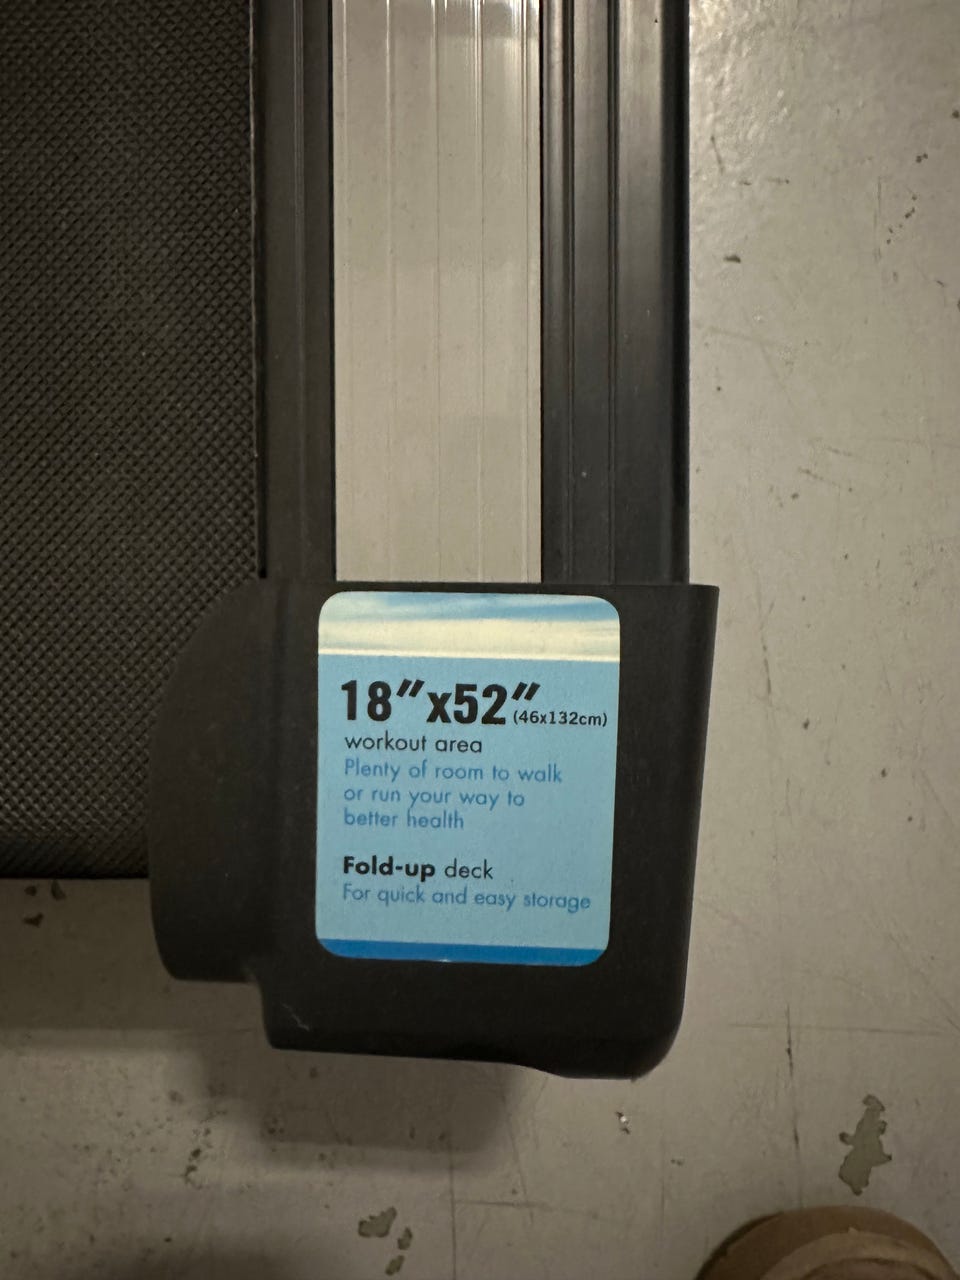 18”x52” (46x132cm)
workout area
Plenty of room to walk
or run your way to
better health
Fold-up deck
For quick and easy storage